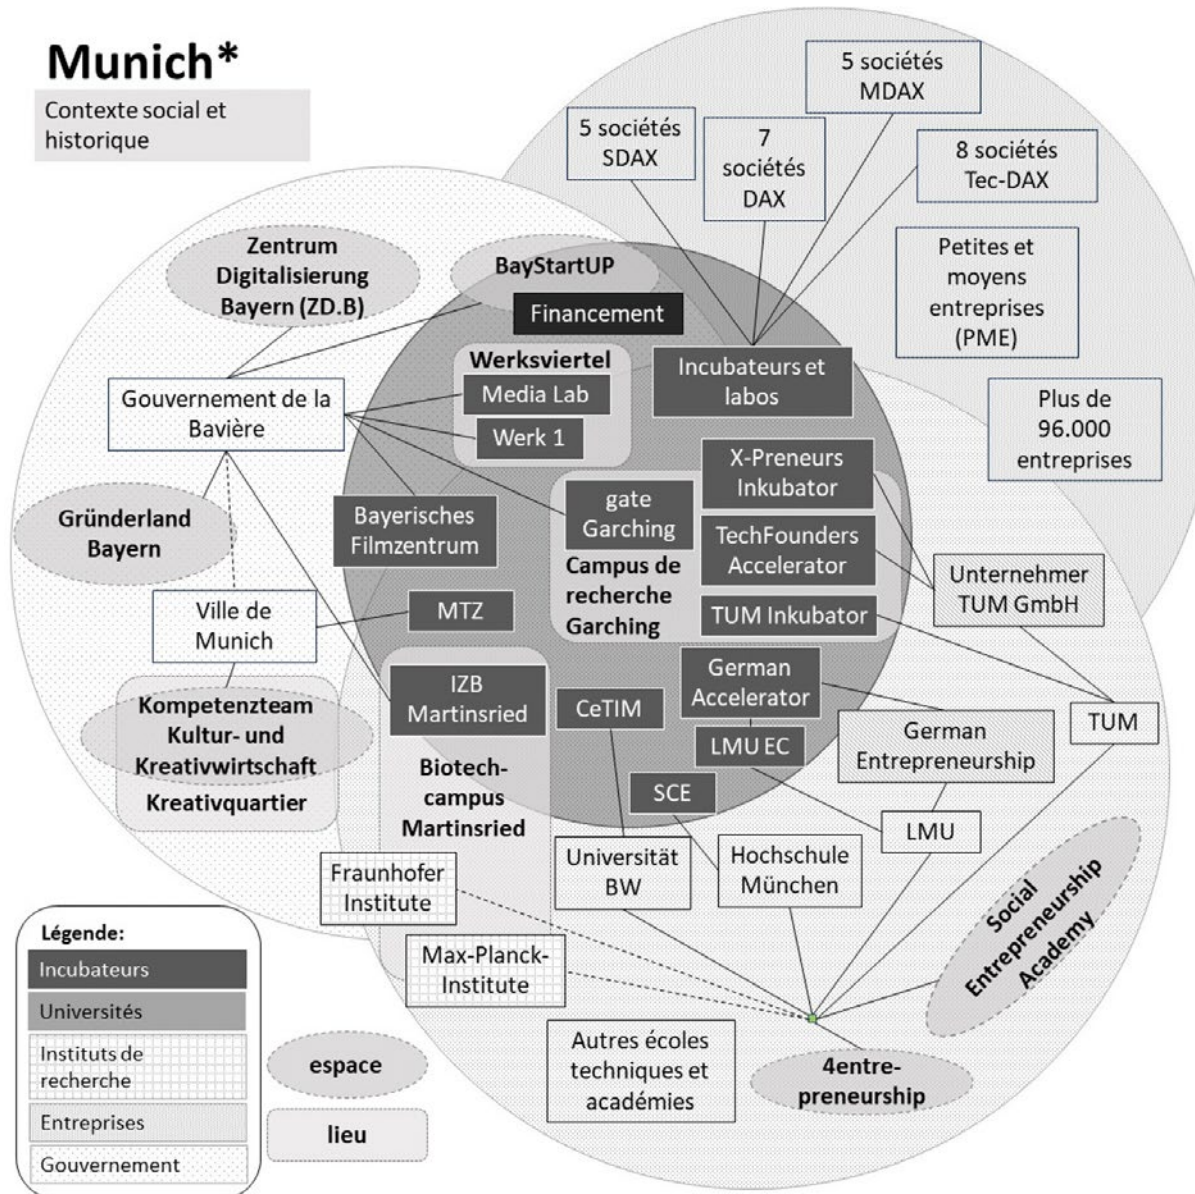 Munich*
Contexte social et
historique
5 sociétés
MDAX
5 sociétés
SDAX
7
sociétés
DAX
8 sociétés
Tec-DAX
Petites et
moyens
entreprises
(PME)
Plus de
96.000
entreprises
Zentrum
Digitalisierung
Bayern (ZD.B)
BayStartUP
Financement
Werksviertel
Media Lab
Werk 1
Incubateurs et
labos
Gouvernement de la
Bavière
Gründerland
Bayern
Bayerisches
Filmzentrum
gate
Garching
X-Preneurs
Inkubator
TechFounders
Accelerator
Campus de
recherche
Garching
TUM Inkubator
Unternehmer
TUM GmbH
Ville de
Munich
MTZ
IZB
Martinsried
CeTIM
German
Accelerator
LMU EC
SCE
German
Entrepreneurship
TUM
Kompetenzteam
Kultur- und
Kreativwirtschaft
Kreativquartier
Biotech-
campus
Martinsried
LMU
Fraunhofer
Institute
Universität
BW
Hochschule
München
Max-Planck-
Institute
Social
Entrepreneurship
Academy
Autres écoles
techniques et
académies
4entre-
preneurship
Légende:
Incubateurs
Universités
Instituts de
recherche
Entreprises
Gouvernement
espace
lieu